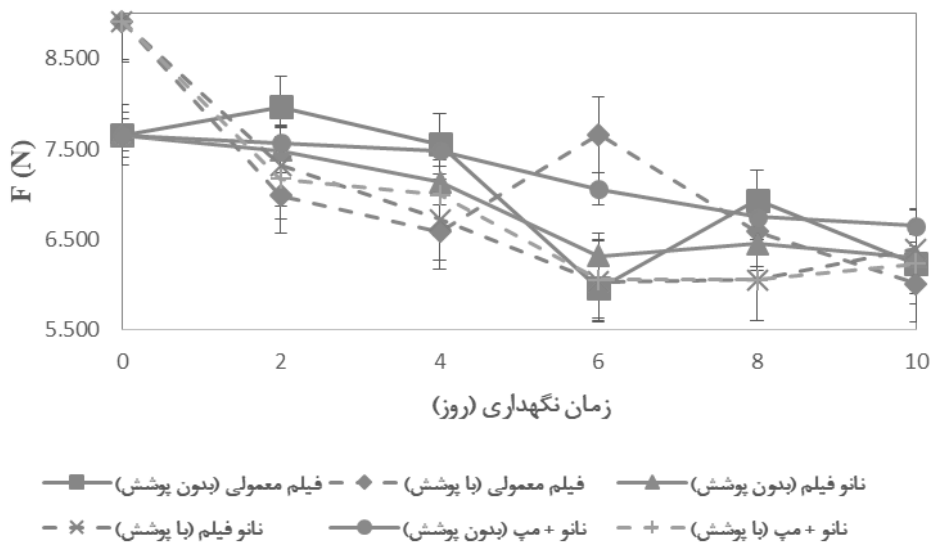 8.500
7.500
6.500
5.500
F (N)
0 2 4 6 8 10
زمان نگهداری (روز)
فیلم معمولی (بدون پوشش) فیلم معمولی (با پوشش) نانو فیلم (بدون پوشش)
نانو فیلم (با پوشش) نانو + مپ (بدون پوشش) نانو + مپ (با پوشش)